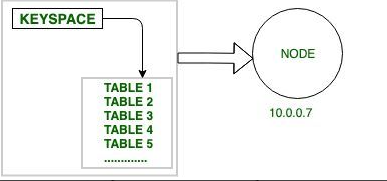 KEYSPACE
TABLE 1
TABLE 2
TABLE 3
TABLE 4
TABLE 5
.............
NODE
10.0.0.7